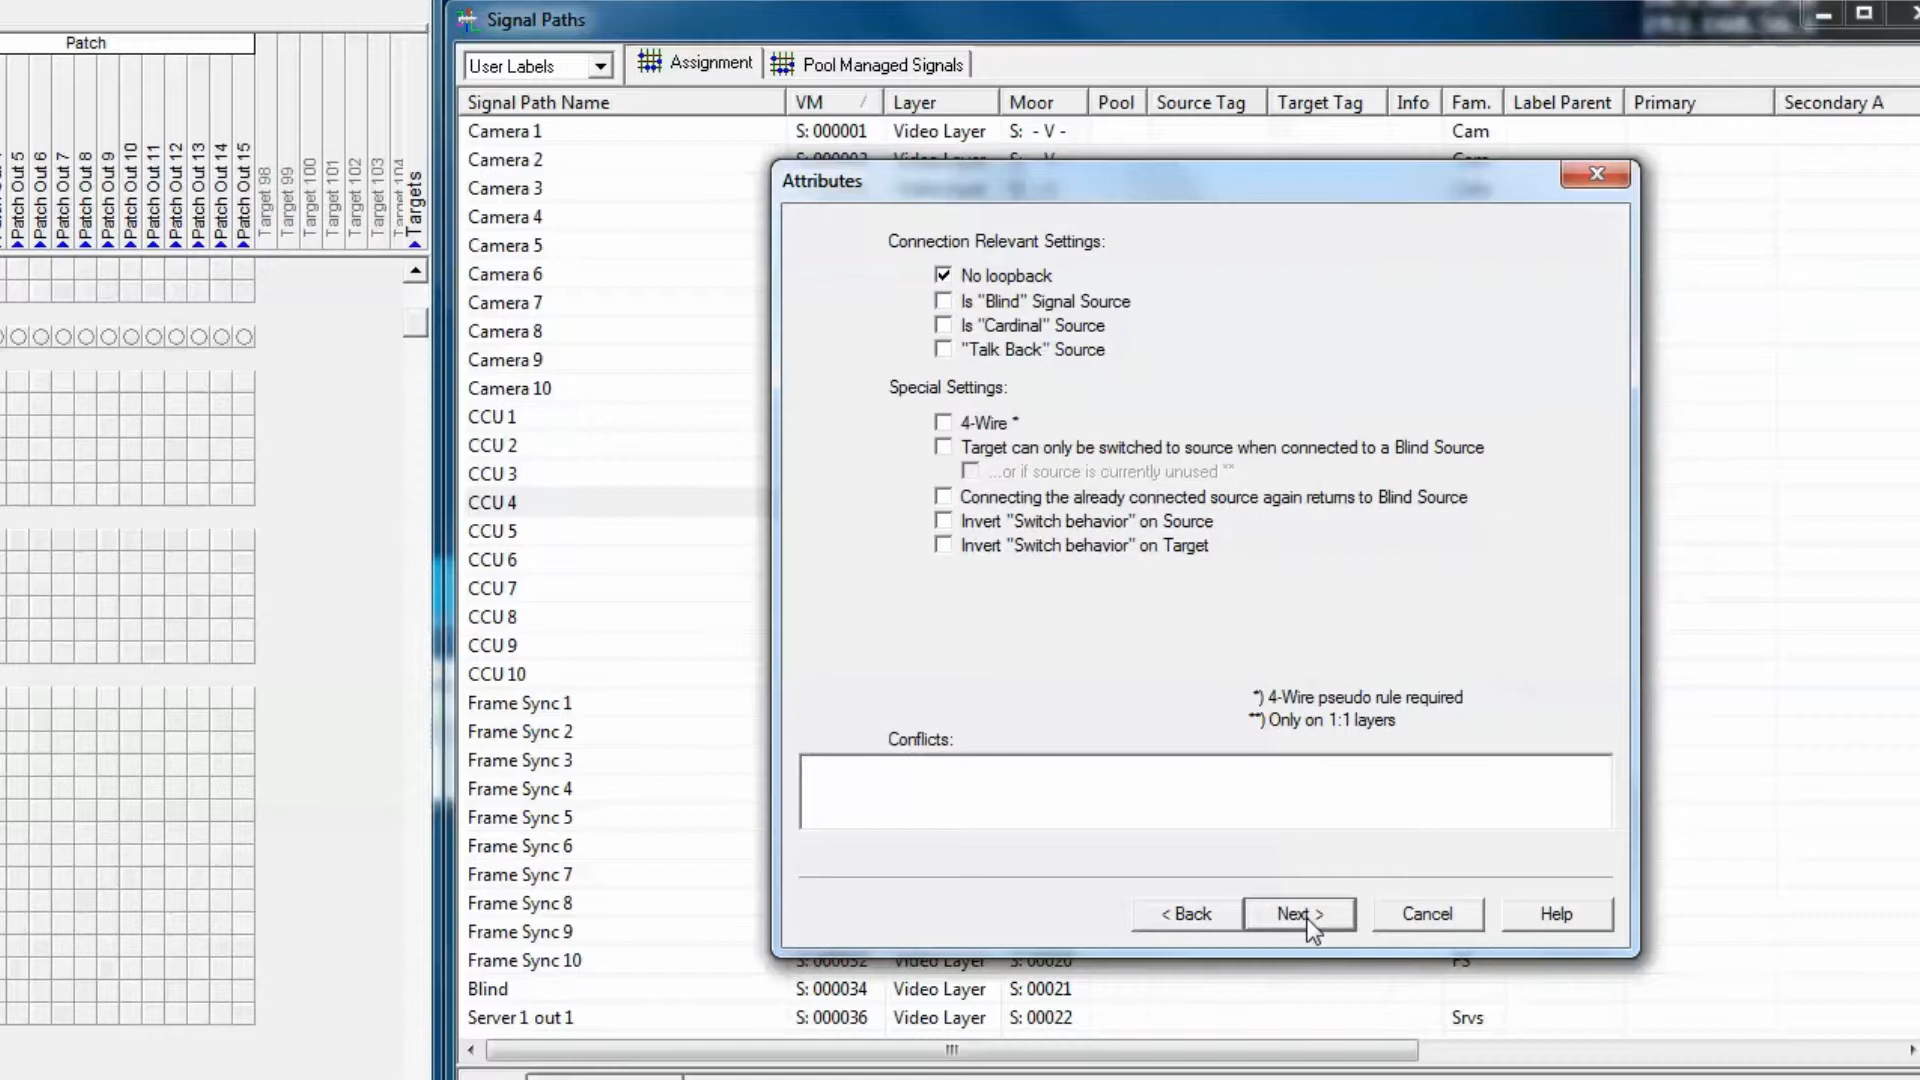 Patch
Patch Out 5
Patch Out 6
Patch Out 7
Patch Out 8
Patch Out 9
Patch Out 10
Patch Out 11
Patch Out 12
Patch Out 13
Patch Out 14
Patch Out 15
Target 98
Target 99
Target 100
Target 101
Target 102
Target 103
Target 104
Targets
Signal Paths
User Labels Assignment Pool Managed Signals
Signal Path Name VM Layer Moor Pool Source Tag Target Tag Info Fam. Label Parent Primary Secondary A
Camera 1 S: 000001 Video Layer S: - V - Cam
Camera 2
Camera 3
Camera 4
Camera 5
Camera 6
Camera 7
Camera 8
Camera 9
Camera 10
CCU 1
CCU 2
CCU 3
CCU 4
CCU 5
CCU 6
CCU 7
CCU 8
CCU 9
CCU 10
Frame Sync 1
Frame Sync 2
Frame Sync 3
Frame Sync 4
Frame Sync 5
Frame Sync 6
Frame Sync 7
Frame Sync 8
Frame Sync 9
Frame Sync 10 S: 000032 Video Layer S: 00020 FS
Blind S: 000034 Video Layer S: 00021
Server 1 out 1 S: 000036 Video Layer S: 00022 Srvs
Attributes
Connection Relevant Settings:
No loopback
Is "Blind" Signal Source
Is "Cardinal" Source
"Talk Back" Source
Special Settings:
4-Wire *
Target can only be switched to source when connected to a Blind Source
...or if source is currently unused **
Connecting the already connected source again returns to Blind Source
Invert "Switch behavior" on Source
Invert "Switch behavior" on Target
*) 4-Wire pseudo rule required
**) Only on 1:1 layers
Conflicts:
< Back Next > Cancel Help